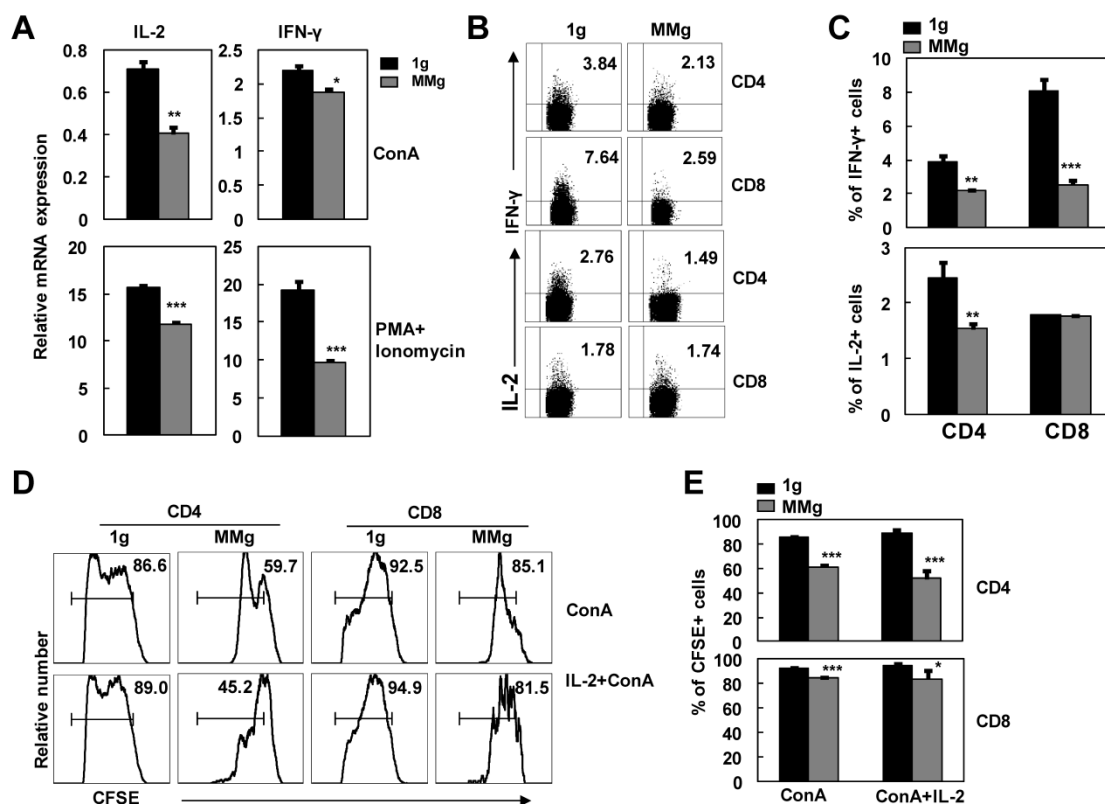 A
IL-2
IFN-γ
0.8
0.6
0.4
0.2
0
**
2.5
2
1.5
1
0.5
0
*
1g
MMg
ConA
Relative mRNA expression
20
15
10
5
0
***
25
20
15
10
5
0
***
PMA+
Ionomycin
B
1g
MMg
3.84
2.13
CD4
7.64
2.59
CD8
IFN-γ
2.76
1.49
CD4
1.78
1.74
CD8
IL-2
C
1g
MMg
% of IFN-γ+ cells
10
8
6
4
2
0
**
***
% of IL-2+ cells
3
2
1
0
**
CD4
CD8
D
CD4
CD8
1g
MMg
1g
MMg
86.6
59.7
92.5
85.1
ConA
89.0
45.2
94.9
81.5
IL-2+ConA
Relative number
CFSE
E
1g
MMg
% of CFSE+ cells
100
80
60
40
20
0
***
***
CD4
100
80
60
40
20
0
***
*
CD8
ConA
ConA+IL-2